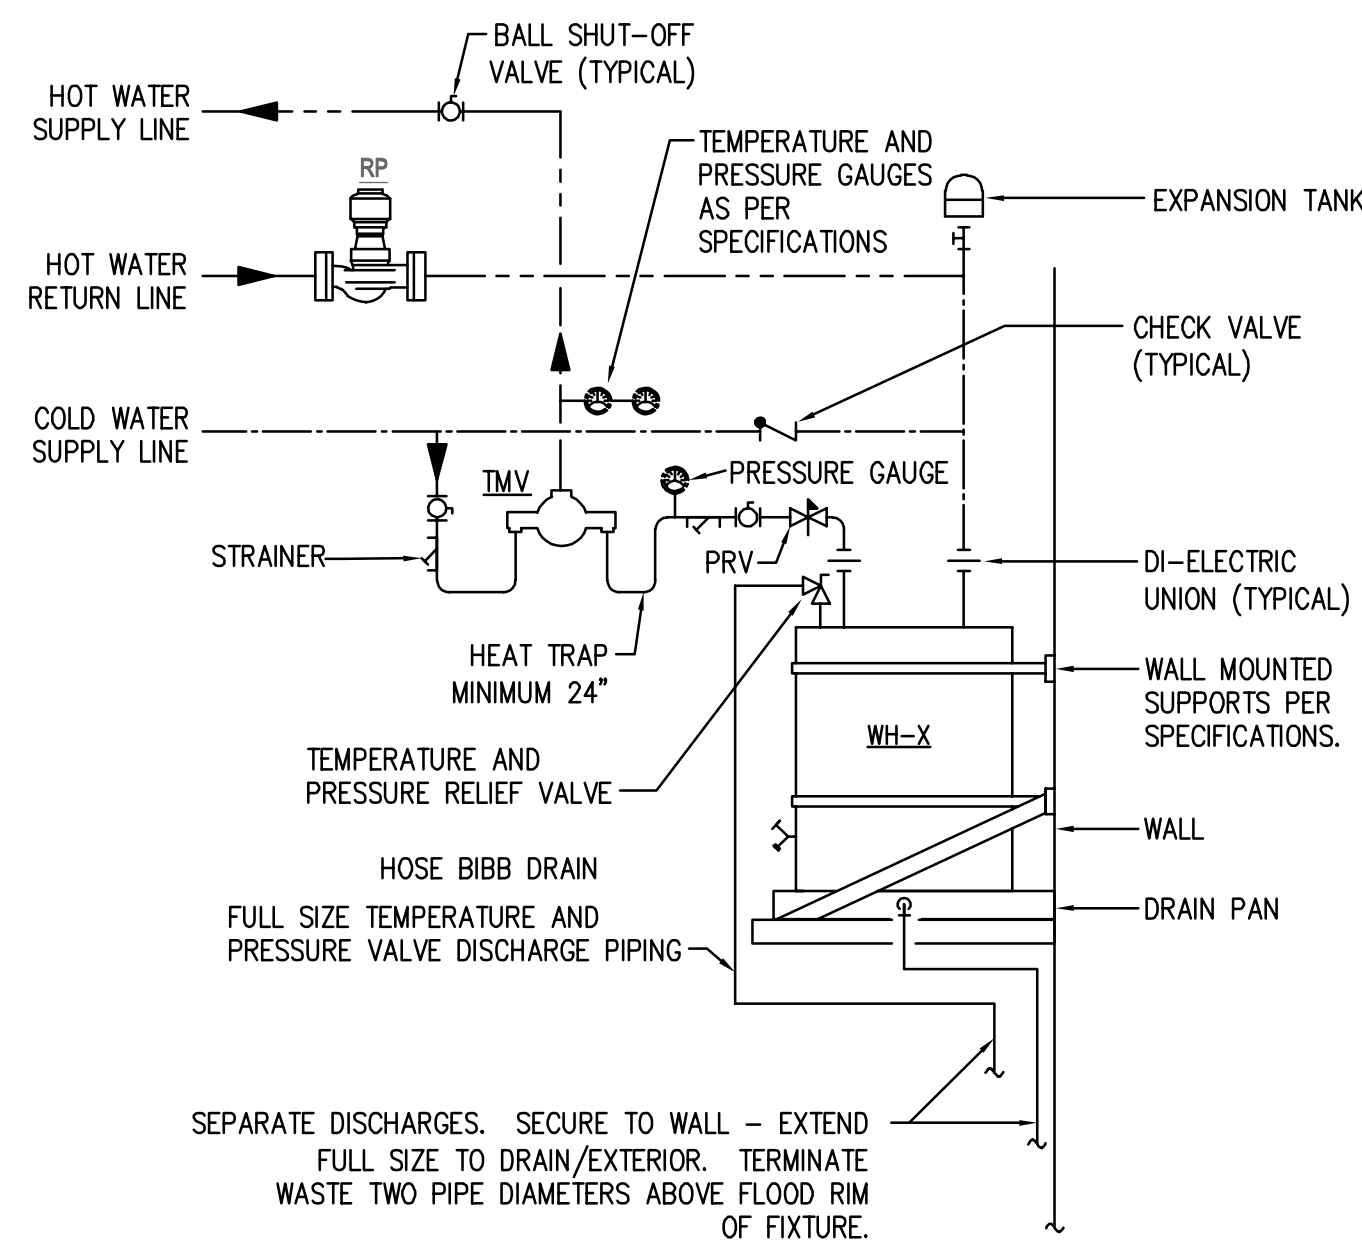 BALL SHUT-OFF
VALVE (TYPICAL)
HOT WATER
SUPPLY LINE
TEMPERATURE AND
PRESSURE GAUGES
AS PER
SPECIFICATIONS
RP
EXPANSION TANK
HOT WATER
RETURN LINE
CHECK VALVE
(TYPICAL)
COLD WATER
SUPPLY LINE
TMV
PRESSURE GAUGE
STRAINER
PRV
DI-ELECTRIC
UNION (TYPICAL)
HEAT TRAP
MINIMUM 24"
WALL MOUNTED
SUPPORTS PER
SPECIFICATIONS.
WH-X
TEMPERATURE AND
PRESSURE RELIEF VALVE
WALL
HOSE BIBB DRAIN
FULL SIZE TEMPERATURE AND
PRESSURE VALVE DISCHARGE PIPING
DRAIN PAN
SEPARATE DISCHARGES. SECURE TO WALL - EXTEND
FULL SIZE TO DRAIN/EXTERIOR. TERMINATE
WASTE TWO PIPE DIAMETERS ABOVE FLOOD RIM
OF FIXTURE.